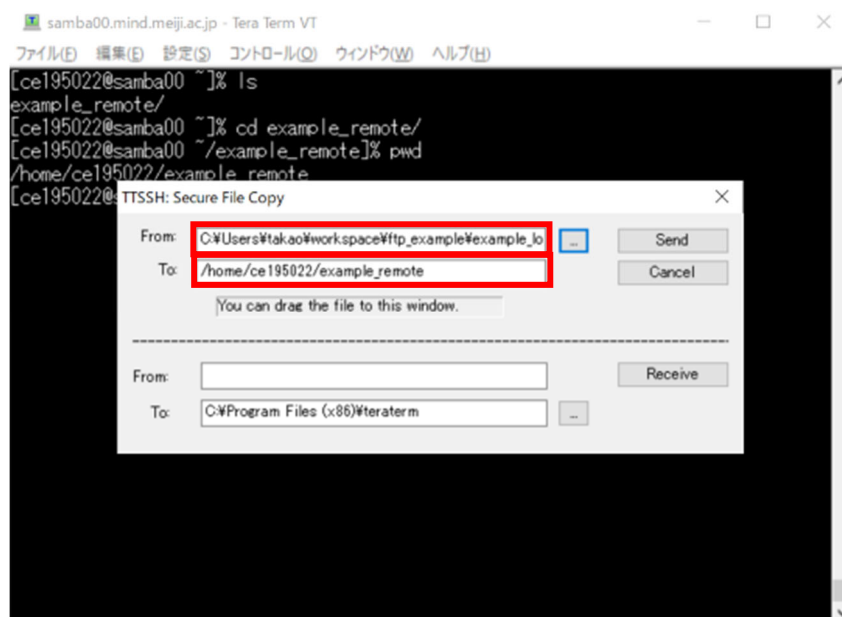 samba00.mind.meiji.ac.jp - Tera Term VT
ファイル(F) 編集(E) 設定(S) コントロール(O) ウィンドウ(W) ヘルプ(H)
[ce195022@samba00 ~]% ls
example_remote/
[ce195022@samba00 ~]% cd example_remote/
[ce195022@samba00 ~/example_remote]% pwd
/home/ce195022/example_remote
[ce195022@s
TTSSH: Secure File Copy
From: C:¥Users¥takao¥workspace¥ftp_example¥example_lo ... Send
To: /home/ce195022/example_remote Cancel
You can drag the file to this window.
From: Receive
To: C:¥Program Files (x86)¥teraterm ...